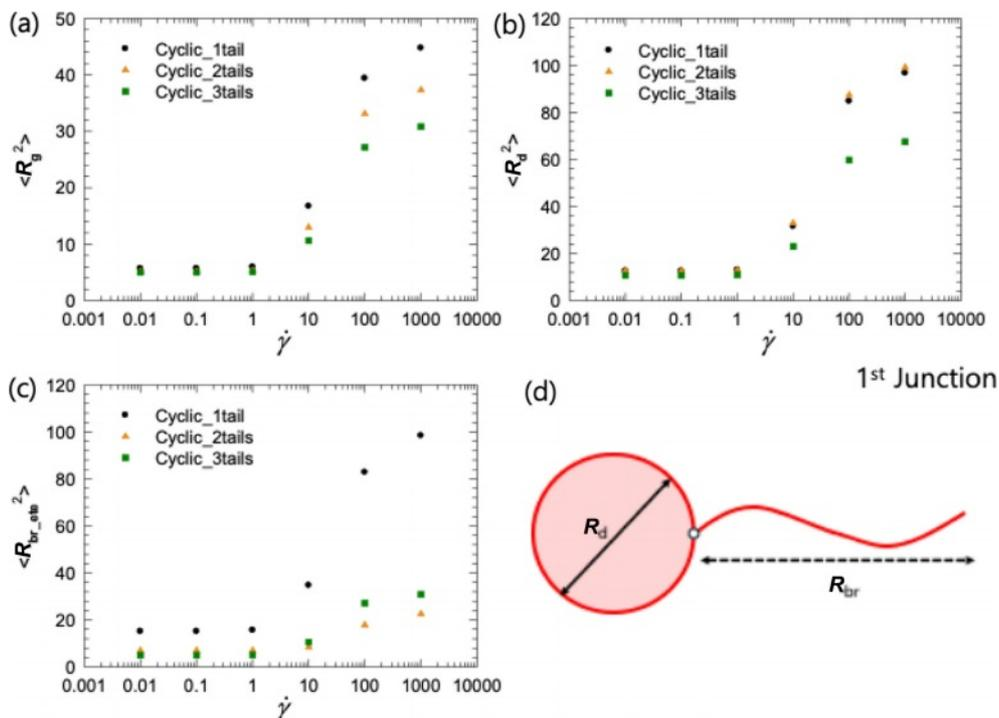 (a)
50
40
30
20
10
0
Cyclic_1tail
Cyclic_2tails
Cyclic_3tails
<Rg²>
0.001 0.01 0.1 1 10 100 1000 10000
γ̇
(b)
120
100
80
60
40
20
0
Cyclic_1tail
Cyclic_2tails
Cyclic_3tails
<Rd²>
0.001 0.01 0.1 1 10 100 1000 10000
γ̇
(c)
120
100
80
60
40
20
0
Cyclic_1tail
Cyclic_2tails
Cyclic_3tails
<Rbr_ete²>
0.001 0.01 0.1 1 10 100 1000 10000
γ̇
1st Junction
(d)
Rd
Rbr